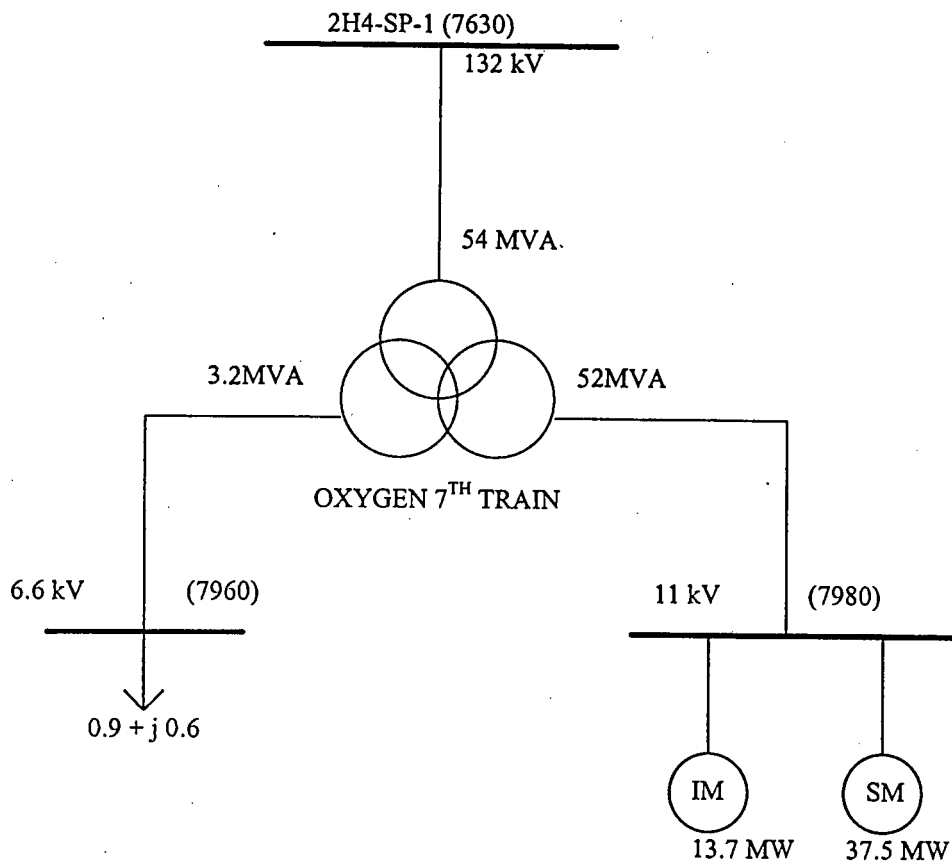 2H4-SP-1 (7630)
132 kV
54 MVA
3.2MVA
52MVA
OXYGEN 7TH TRAIN
6.6 kV (7960)
11 kV (7980)
0.9 + j 0.6
IM
SM
13.7 MW
37.5 MW